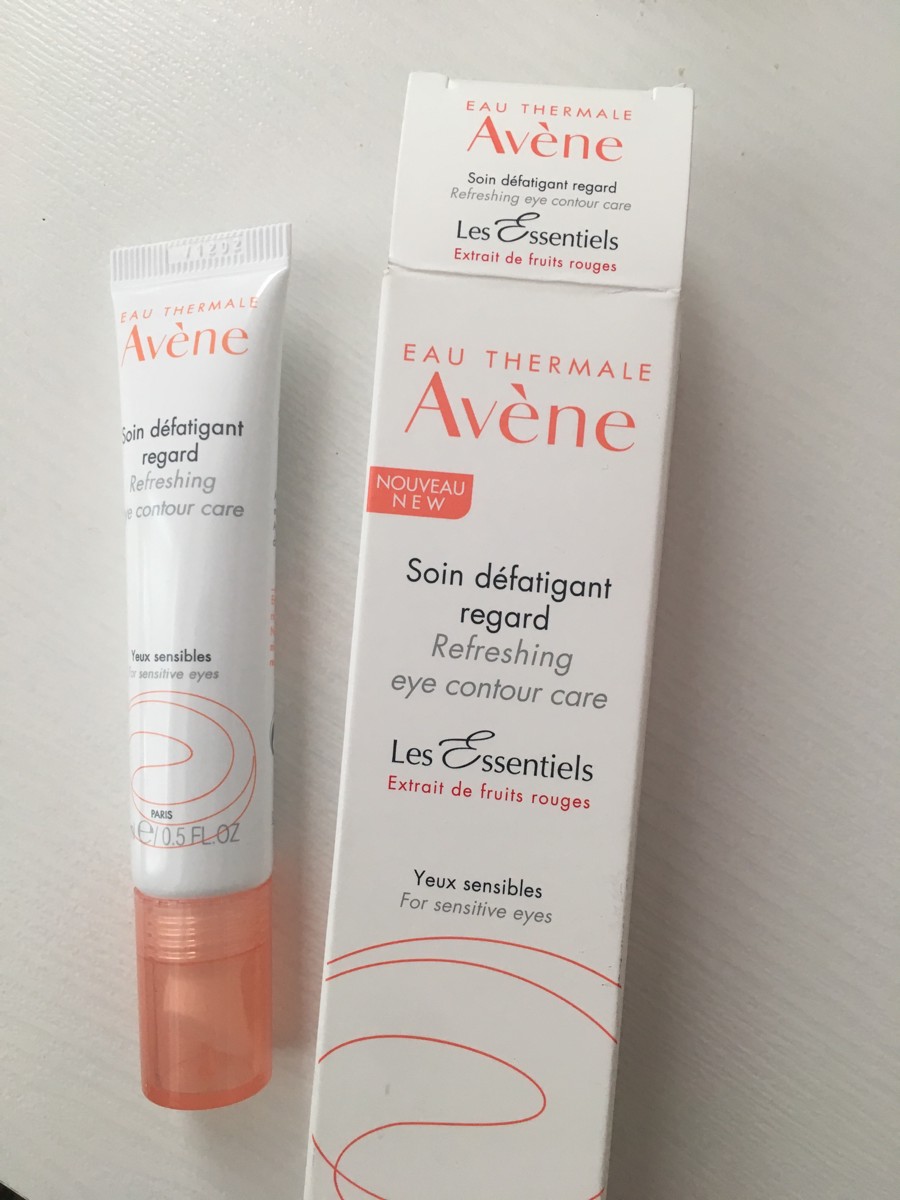 71292
EAU THERMALE
Avène
Soin défatigant
regard
Refreshing
eye contour care
Yeux sensibles
sensitive eyes
PARIS
e/0.5 FL.OZ
EAU THERMALE
Avène
Soin défatigant regard
Refreshing eye contour care
Les Essentiels
Extrait de fruits rouges
EAU THERMALE
Avène
NOUVEAU
NEW
Soin défatigant
regard
Refreshing
eye contour care
Les Essentiels
Extrait de fruits rouges
Yeux sensibles
For sensitive eyes